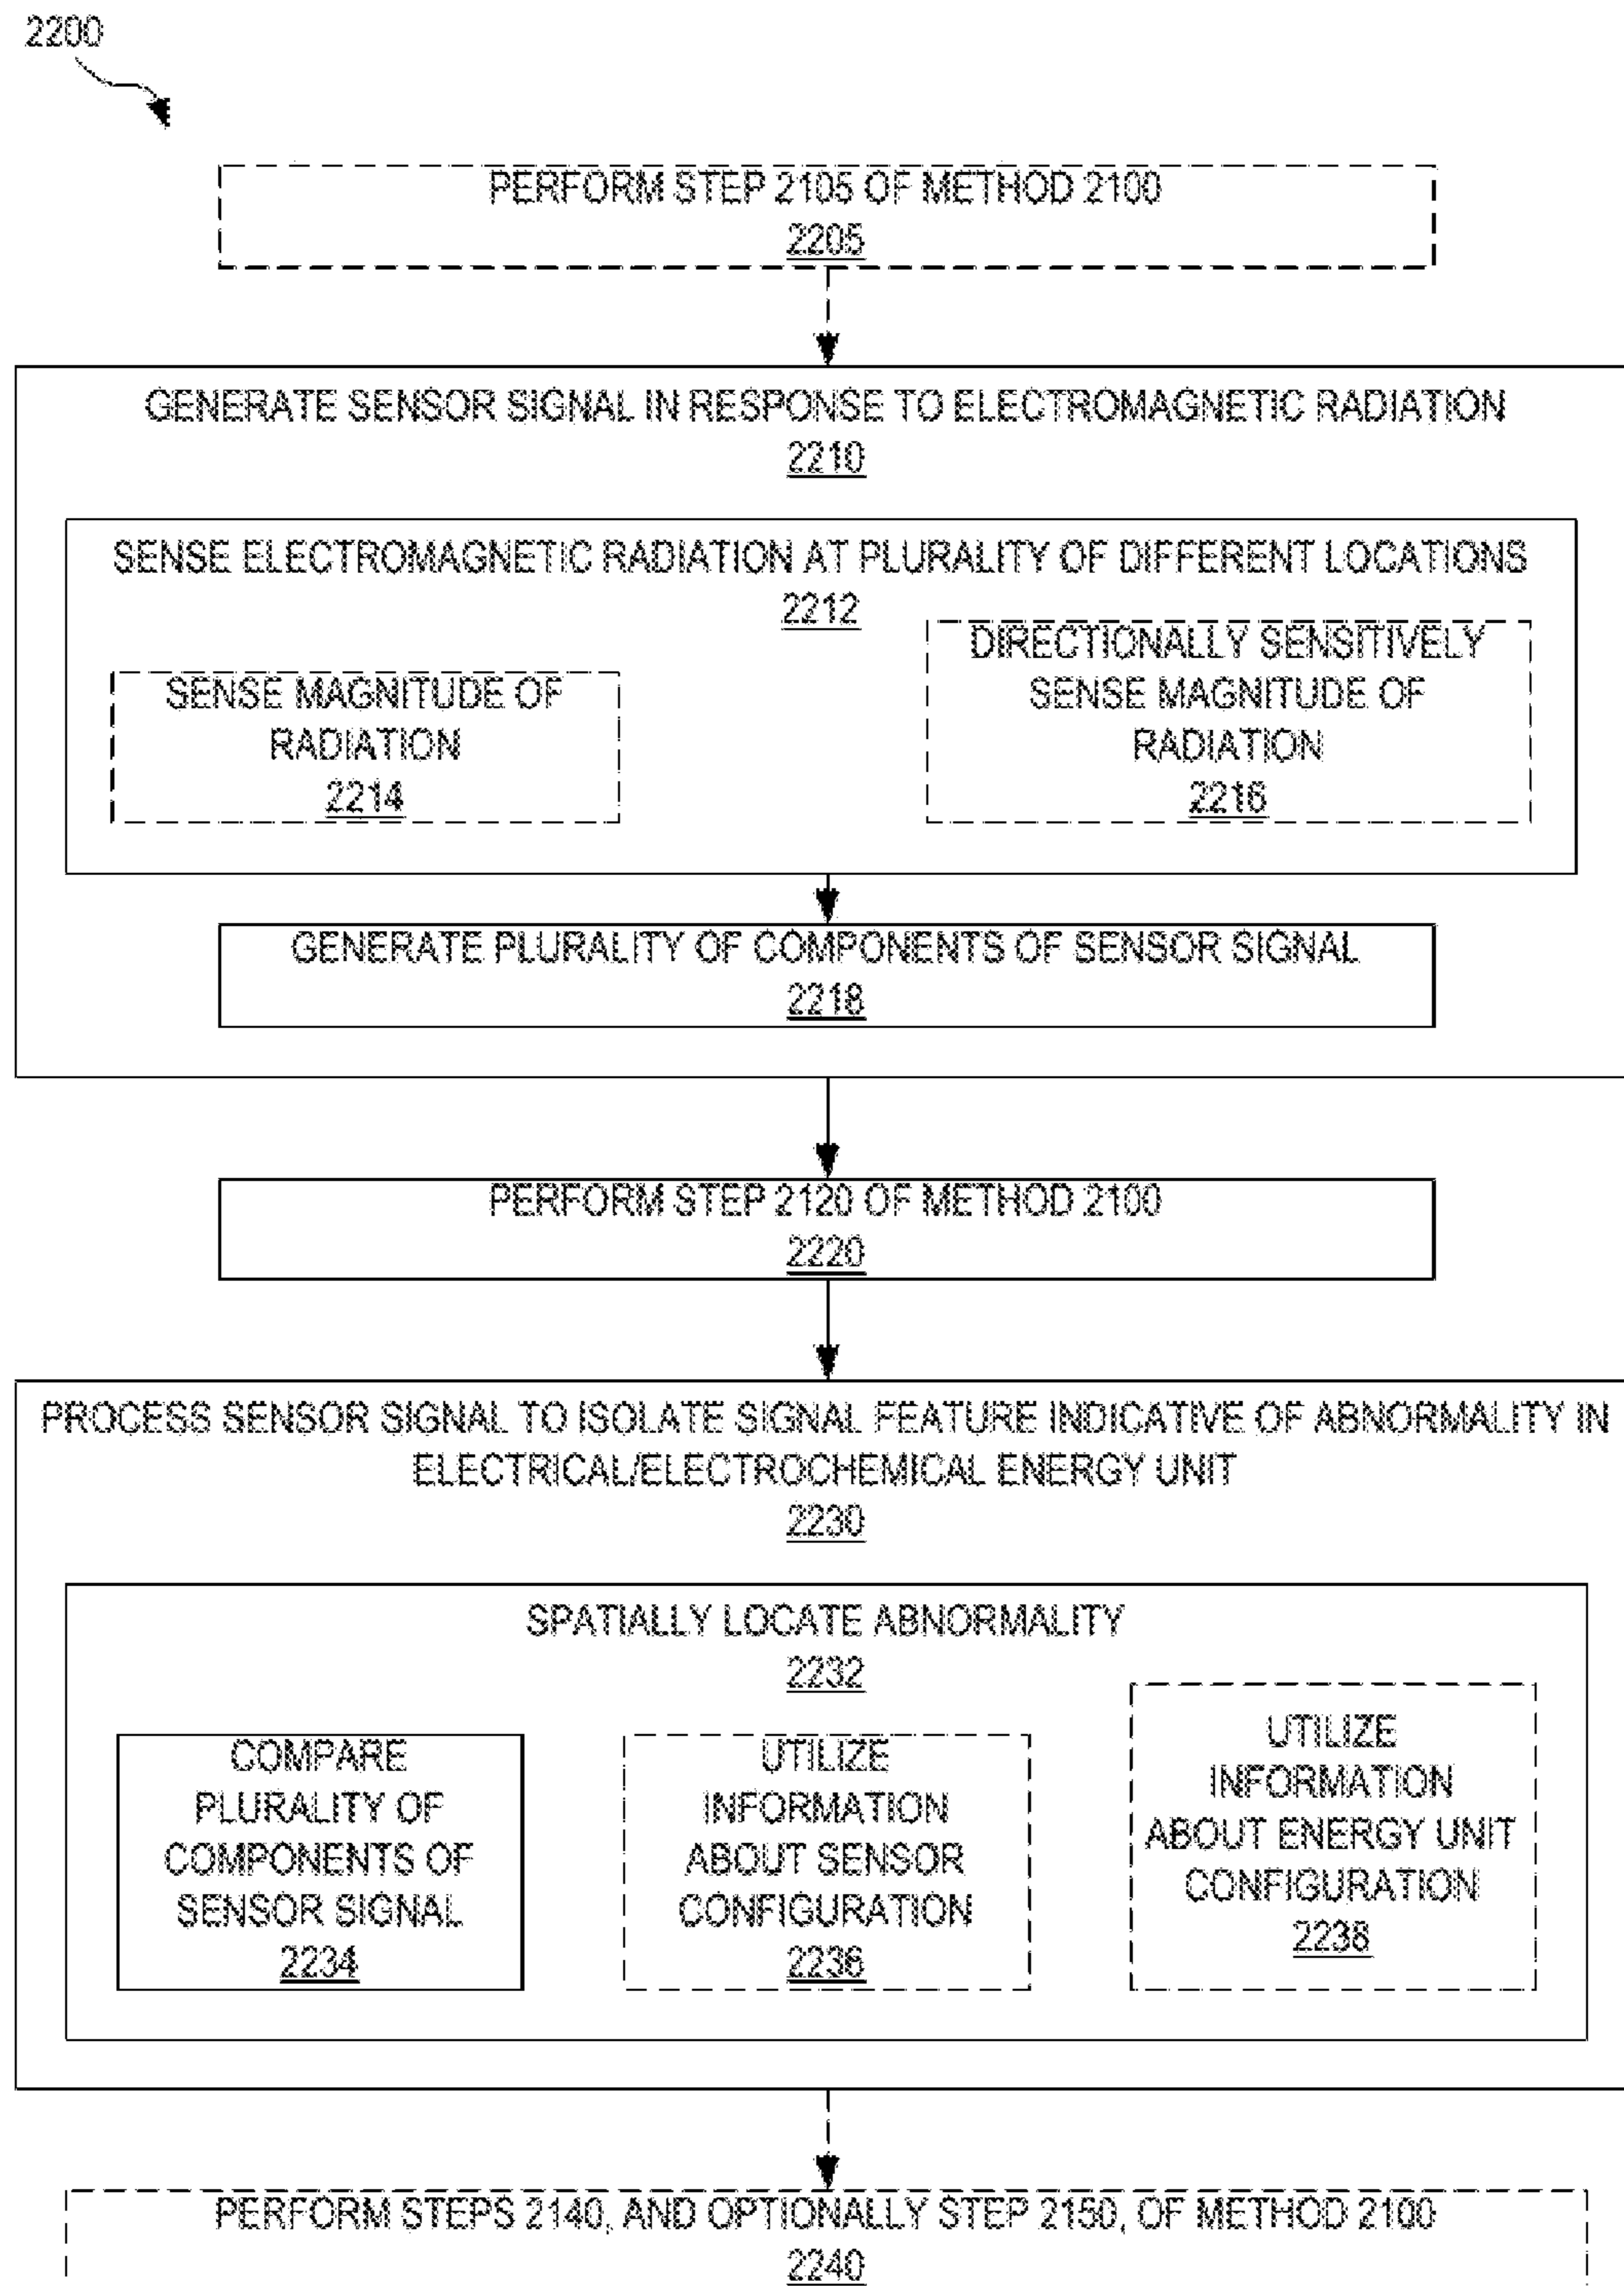 2200
PERFORM STEP 2105 OF METHOD 2100
2205
GENERATE SENSOR SIGNAL IN RESPONSE TO ELECTROMAGNETIC RADIATION
2210
SENSE ELECTROMAGNETIC RADIATION AT PLURALITY OF DIFFERENT LOCATIONS
2212
SENSE MAGNITUDE OF
RADIATION
2214
DIRECTIONALLY SENSITIVELY
SENSE MAGNITUDE OF
RADIATION
2216
GENERATE PLURALITY OF COMPONENTS OF SENSOR SIGNAL
2218
PERFORM STEP 2120 OF METHOD 2100
2220
PROCESS SENSOR SIGNAL TO ISOLATE SIGNAL FEATURE INDICATIVE OF ABNORMALITY IN
ELECTRICAL/ELECTROCHEMICAL ENERGY UNIT
2230
SPATIALLY LOCATE ABNORMALITY
2232
COMPARE
PLURALITY OF
COMPONENTS OF
SENSOR SIGNAL
2234
UTILIZE
INFORMATION
ABOUT SENSOR
CONFIGURATION
2236
UTILIZE
INFORMATION
ABOUT ENERGY UNIT
CONFIGURATION
2238
PERFORM STEPS 2140, AND OPTIONALLY STEP 2150, OF METHOD 2100
2240